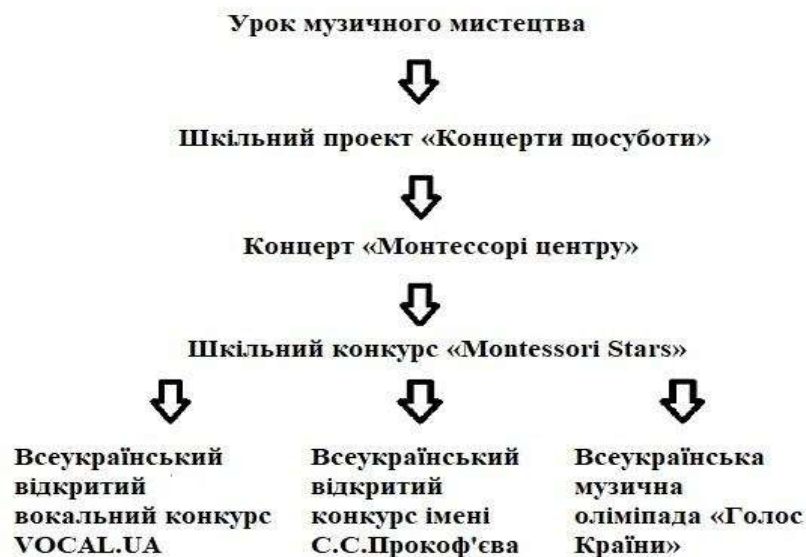 Урок музичного мистецтва
Шкільний проект «Концерти щосуботи»
Концерт «Монтессорі центру»
Шкільний конкурс «Montessori Stars»
Всеукраїнський
відкритий
вокальний конкурс
VOCAL.UA
Всеукраїнський
відкритий
конкурс імені
С.С.Прокоф'єва
Всеукраїнська
музична
оліміпада «Голос
Країни»